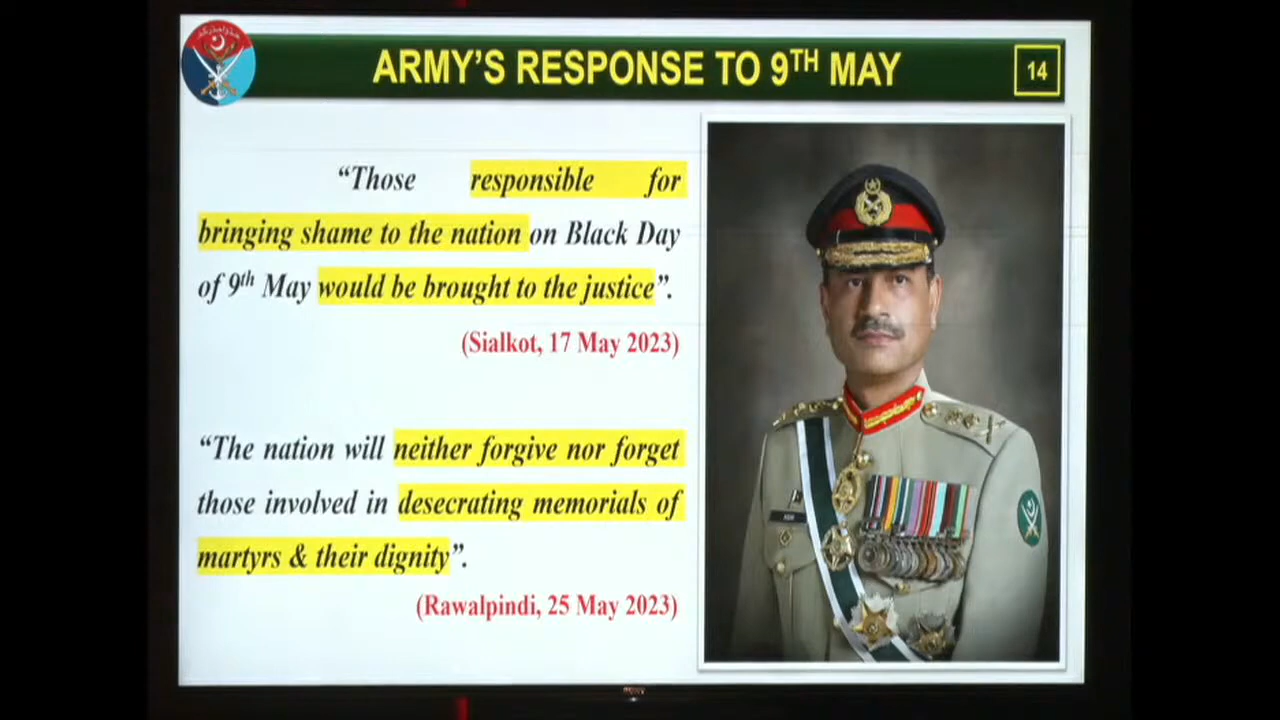 ARMY'S RESPONSE TO 9TH MAY
14
“Those responsible for
bringing shame to the nation on Black Day
of 9th May would be brought to the justice”.
(Sialkot, 17 May 2023)
“The nation will neither forgive nor forget
those involved in desecrating memorials of
martyrs & their dignity”.
(Rawalpindi, 25 May 2023)